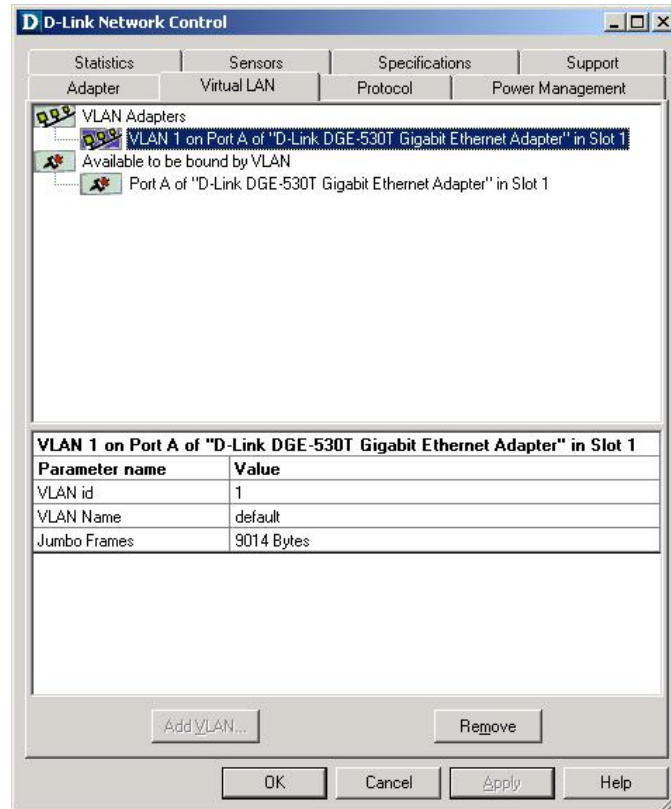 D-Link Network Control
Statistics Sensors Specifications Support
Adapter Virtual LAN Protocol Power Management
VLAN Adapters
VLAN 1 on Port A of "D-Link DGE-530T Gigabit Ethernet Adapter" in Slot 1
Available to be bound by VLAN
Port A of "D-Link DGE-530T Gigabit Ethernet Adapter" in Slot 1
VLAN 1 on Port A of "D-Link DGE-530T Gigabit Ethernet Adapter" in Slot 1
Parameter name Value
VLAN id 1
VLAN Name default
Jumbo Frames 9014 Bytes
Add VLAN... Remove
OK Cancel Apply Help